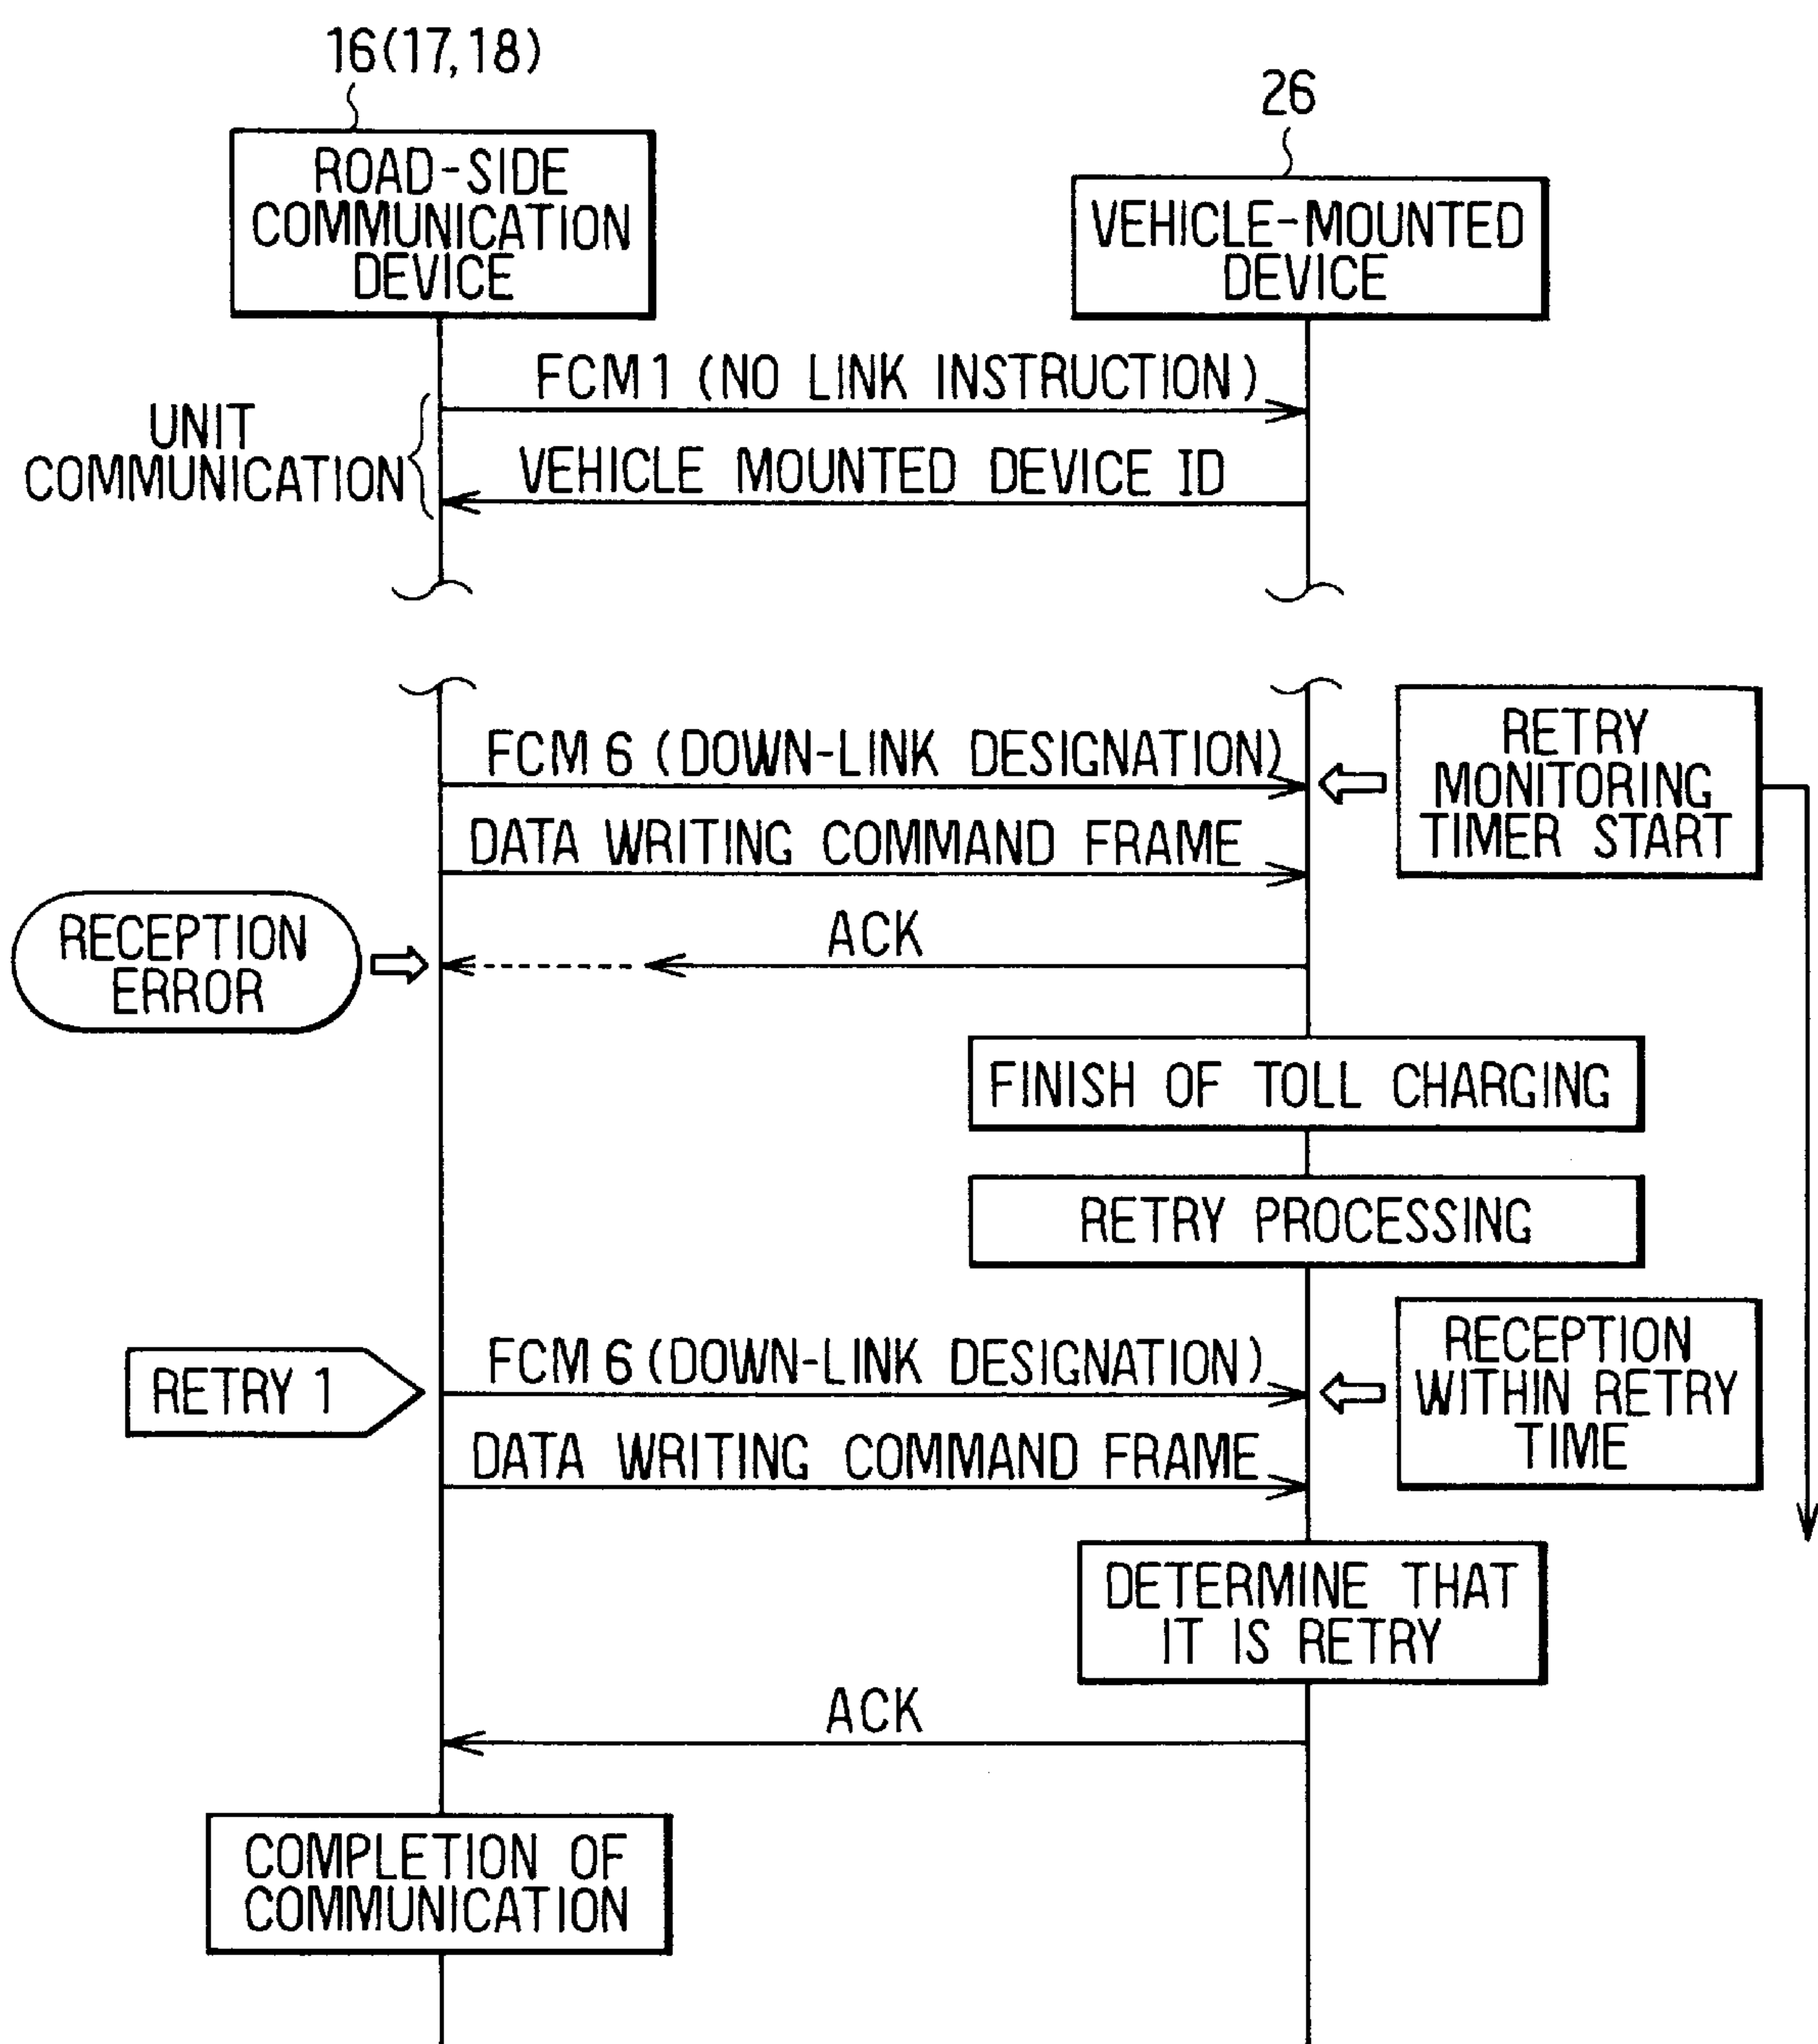 16(17,18)
26
ROAD-SIDE
COMMUNICATION
DEVICE
VEHICLE-MOUNTED
DEVICE
FCM1 (NO LINK INSTRUCTION)
UNIT
COMMUNICATION
VEHICLE MOUNTED DEVICE ID
FCM 6 (DOWN-LINK DESIGNATION)
RETRY
MONITORING
TIMER START
DATA WRITING COMMAND FRAME
RECEPTION
ERROR
ACK
FINISH OF TOLL CHARGING
RETRY PROCESSING
RETRY 1
FCM 6 (DOWN-LINK DESIGNATION)
RECEPTION
WITHIN RETRY
TIME
DATA WRITING COMMAND FRAME
DETERMINE THAT
IT IS RETRY
ACK
COMPLETION OF
COMMUNICATION